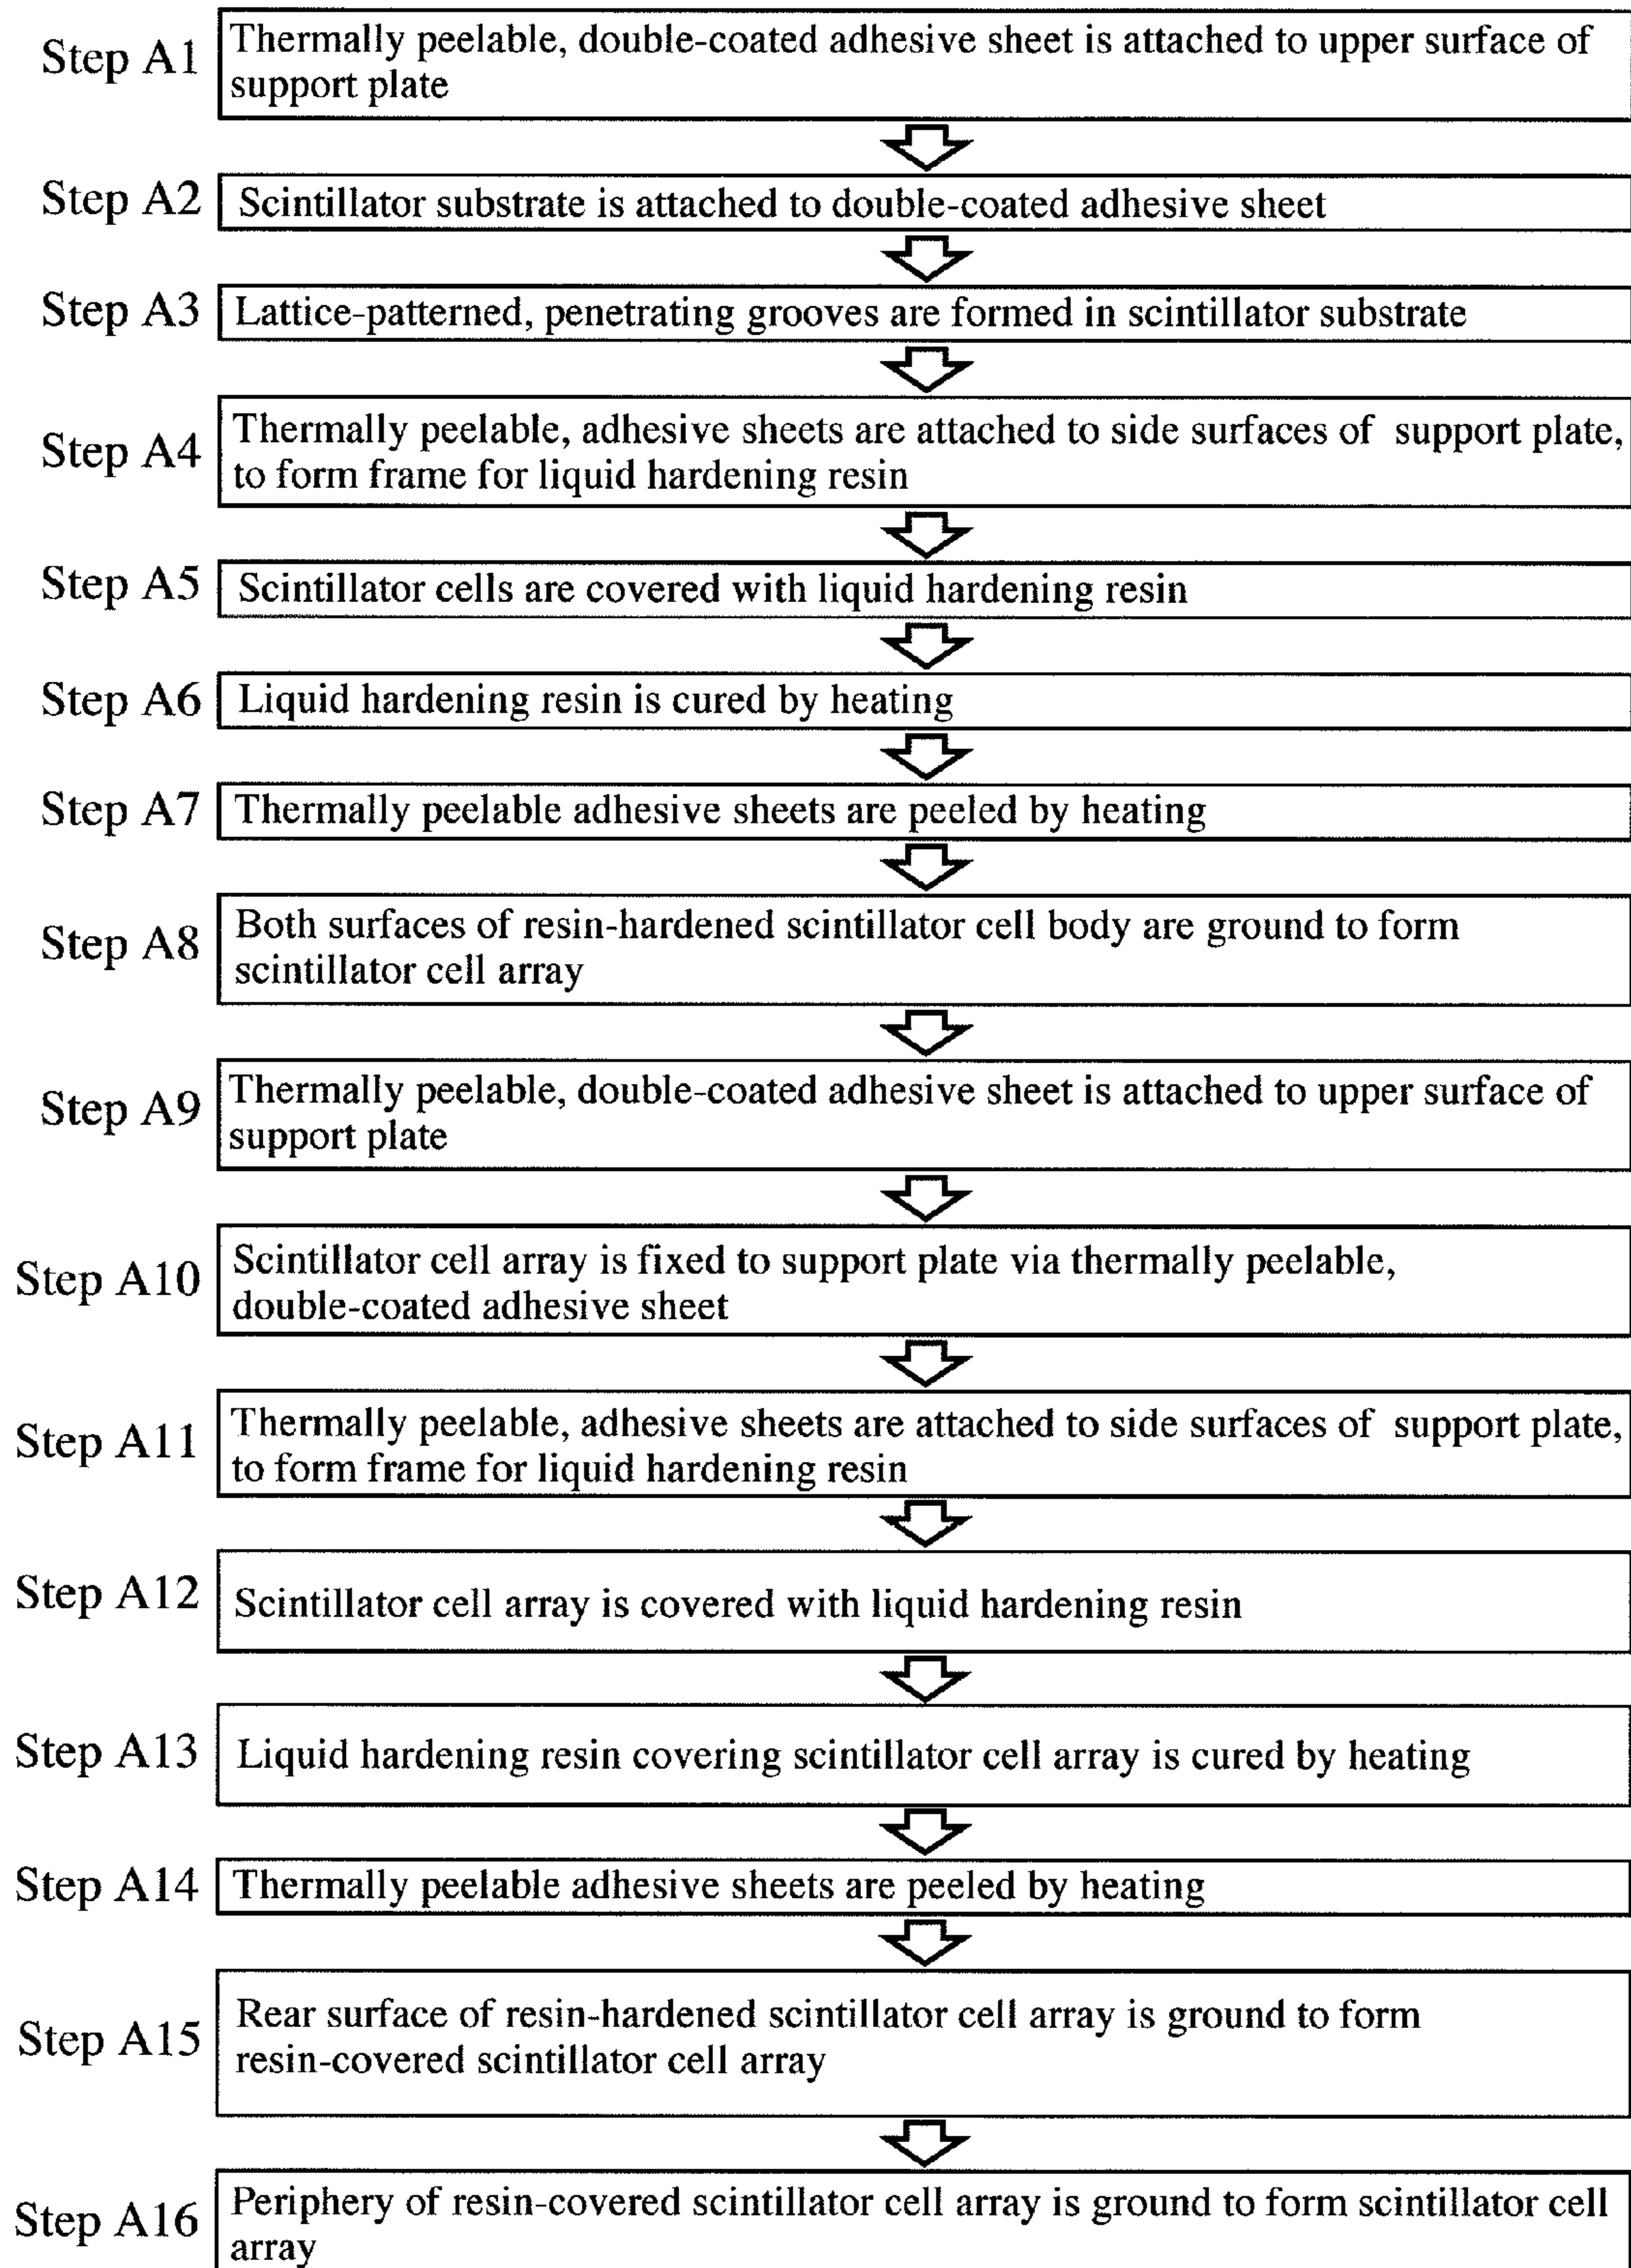 Step A1
Thermally peelable, double-coated adhesive sheet is attached to upper surface of
support plate
Step A2
Scintillator substrate is attached to double-coated adhesive sheet
Step A3
Lattice-patterned, penetrating grooves are formed in scintillator substrate
Step A4
Thermally peelable, adhesive sheets are attached to side surfaces of support plate,
to form frame for liquid hardening resin
Step A5
Scintillator cells are covered with liquid hardening resin
Step A6
Liquid hardening resin is cured by heating
Step A7
Thermally peelable adhesive sheets are peeled by heating
Step A8
Both surfaces of resin-hardened scintillator cell body are ground to form
scintillator cell array
Step A9
Thermally peelable, double-coated adhesive sheet is attached to upper surface of
support plate
Step A10
Scintillator cell array is fixed to support plate via thermally peelable,
double-coated adhesive sheet
Step A11
Thermally peelable, adhesive sheets are attached to side surfaces of support plate,
to form frame for liquid hardening resin
Step A12
Scintillator cell array is covered with liquid hardening resin
Step A13
Liquid hardening resin covering scintillator cell array is cured by heating
Step A14
Thermally peelable adhesive sheets are peeled by heating
Step A15
Rear surface of resin-hardened scintillator cell array is ground to form
resin-covered scintillator cell array
Step A16
Periphery of resin-covered scintillator cell array is ground to form scintillator cell
array